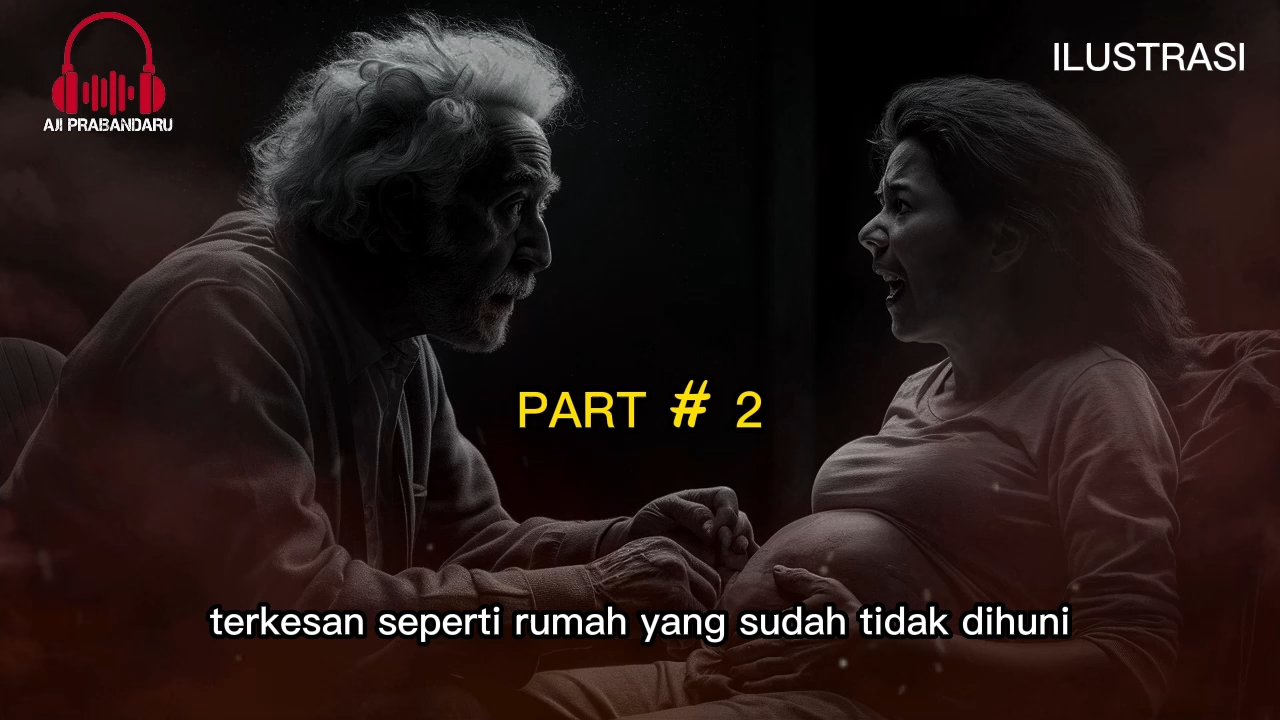 AJI PRABANDARU
ILUSTRASI
PART # 2
terkesan seperti rumah yang sudah tidak dihuni